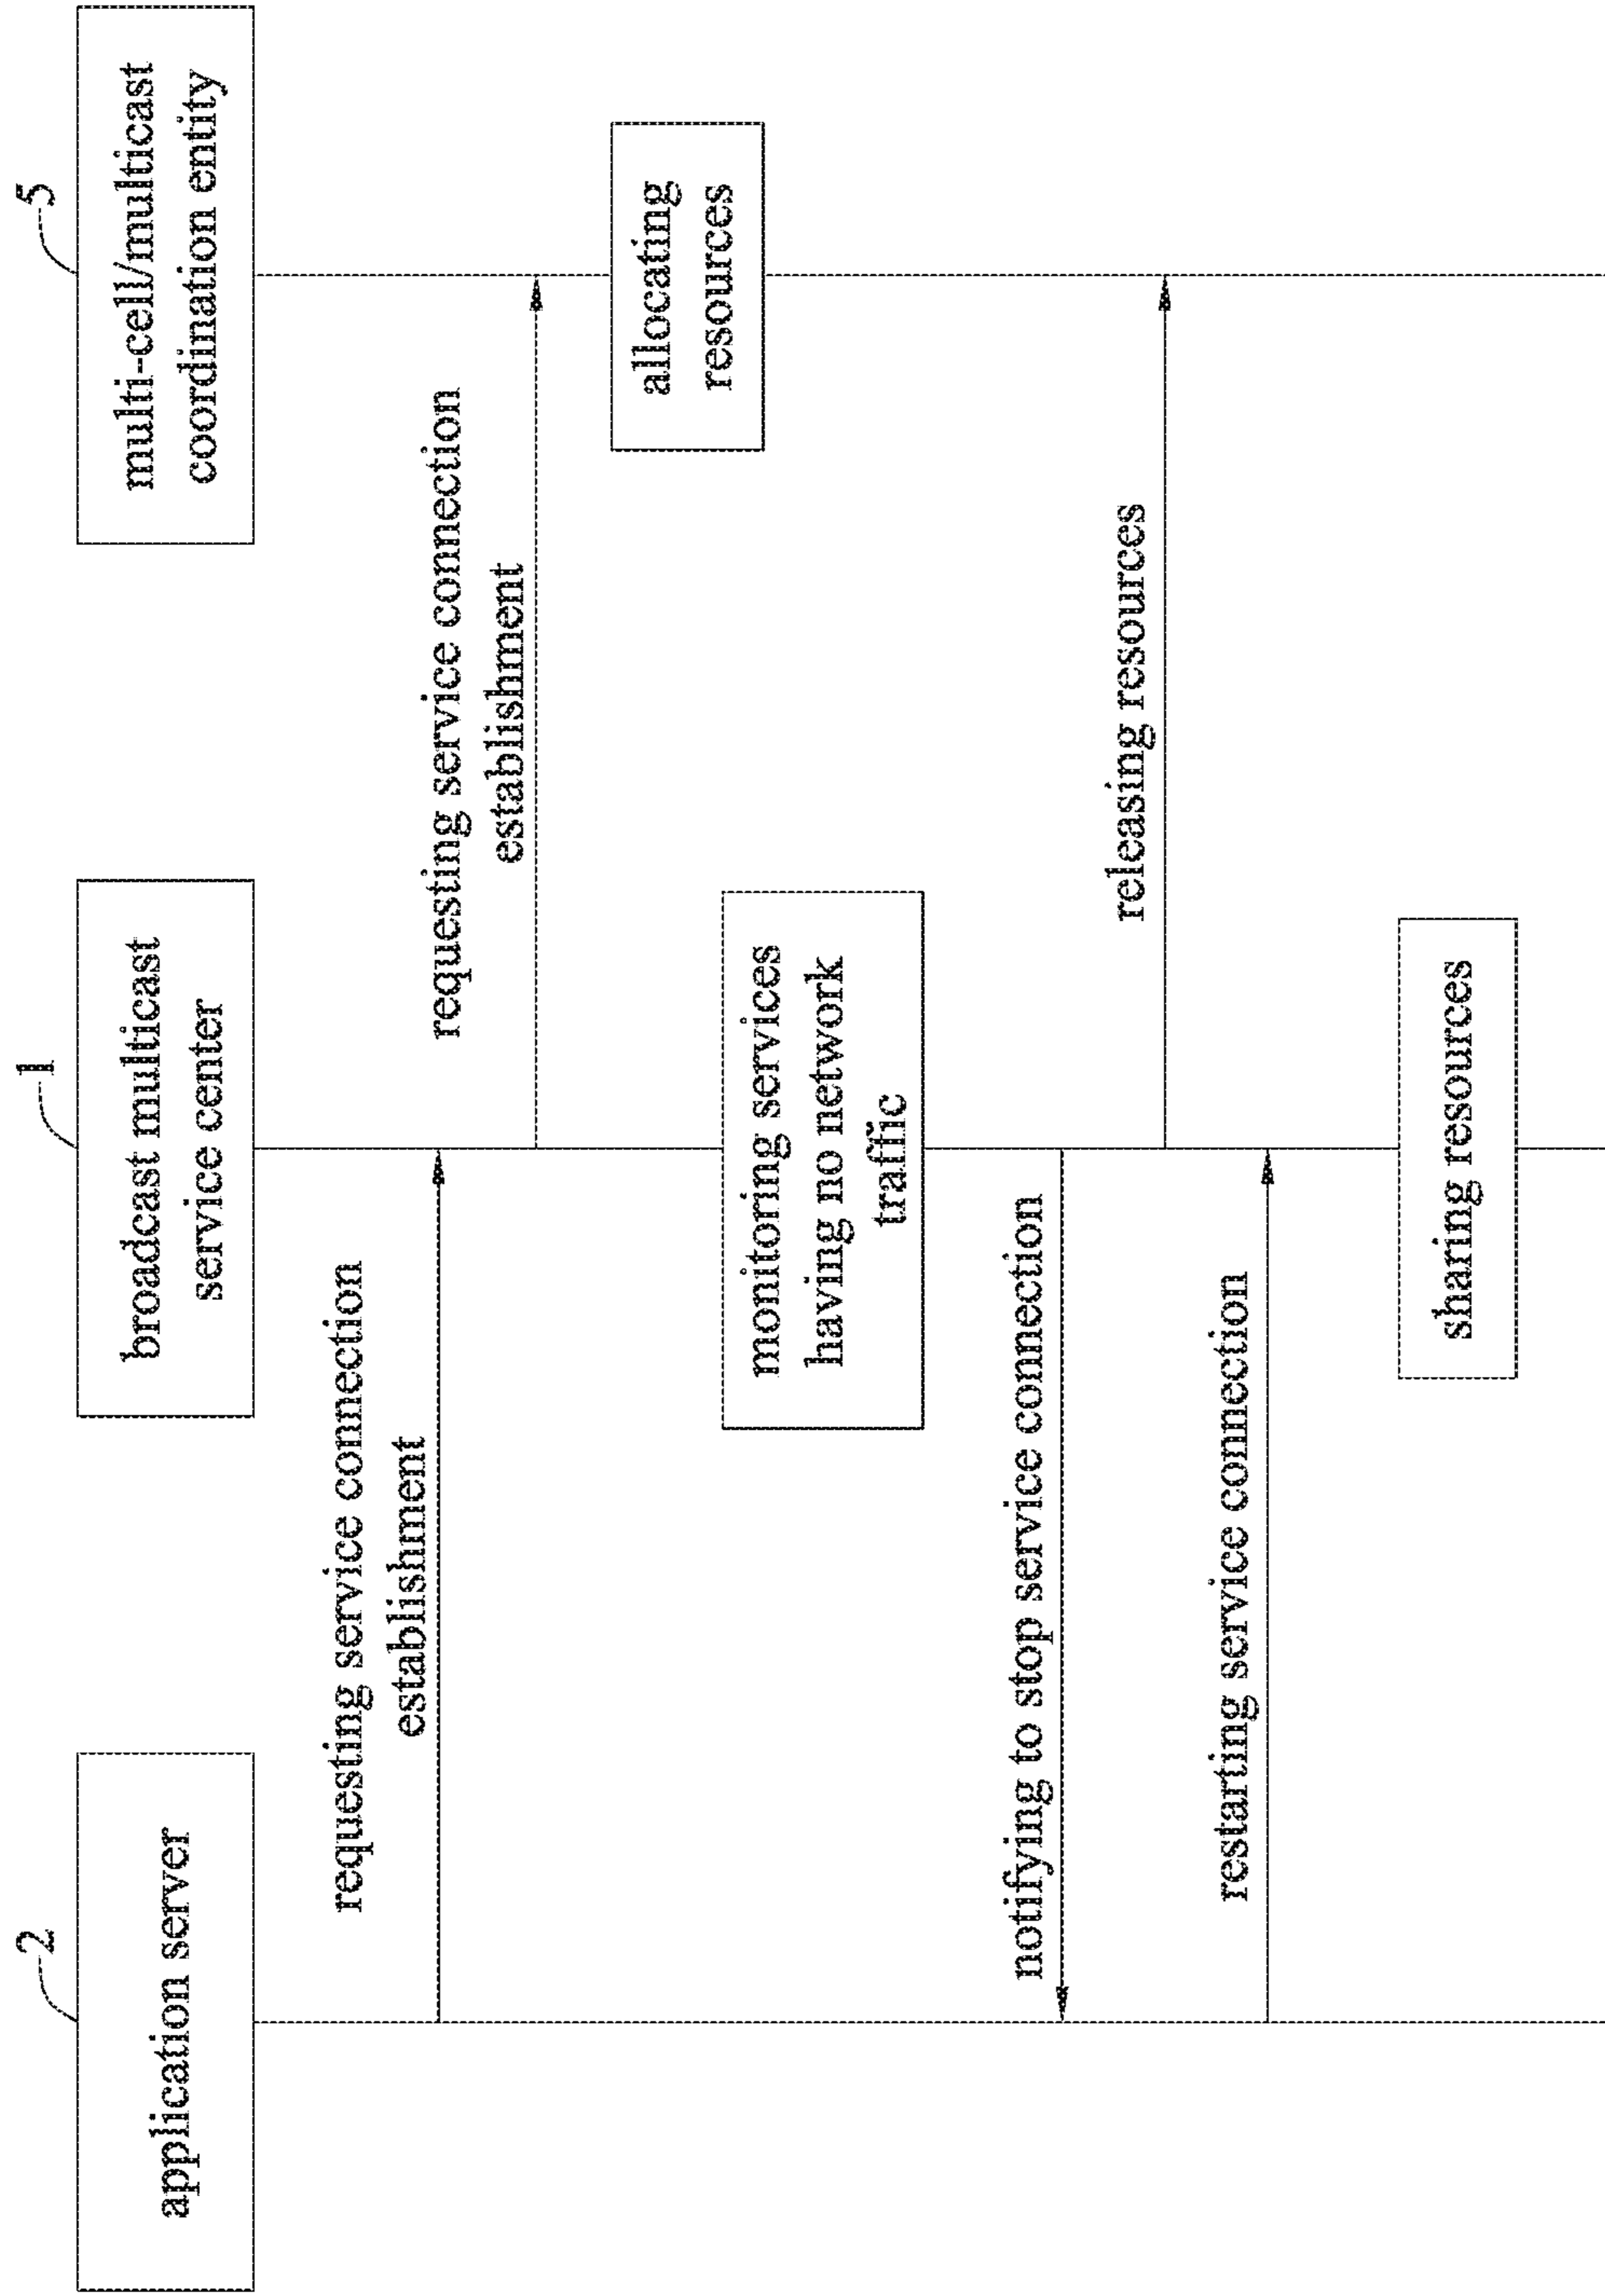 2
application server
1
broadcast multicast
service center
5
multi-cell/multicast
coordination entity
requesting service connection
establishment
requesting service connection
establishment
allocating
resources
monitoring services
having no network
traffic
notifying to stop service connection
releasing resources
restarting service connection
sharing resources